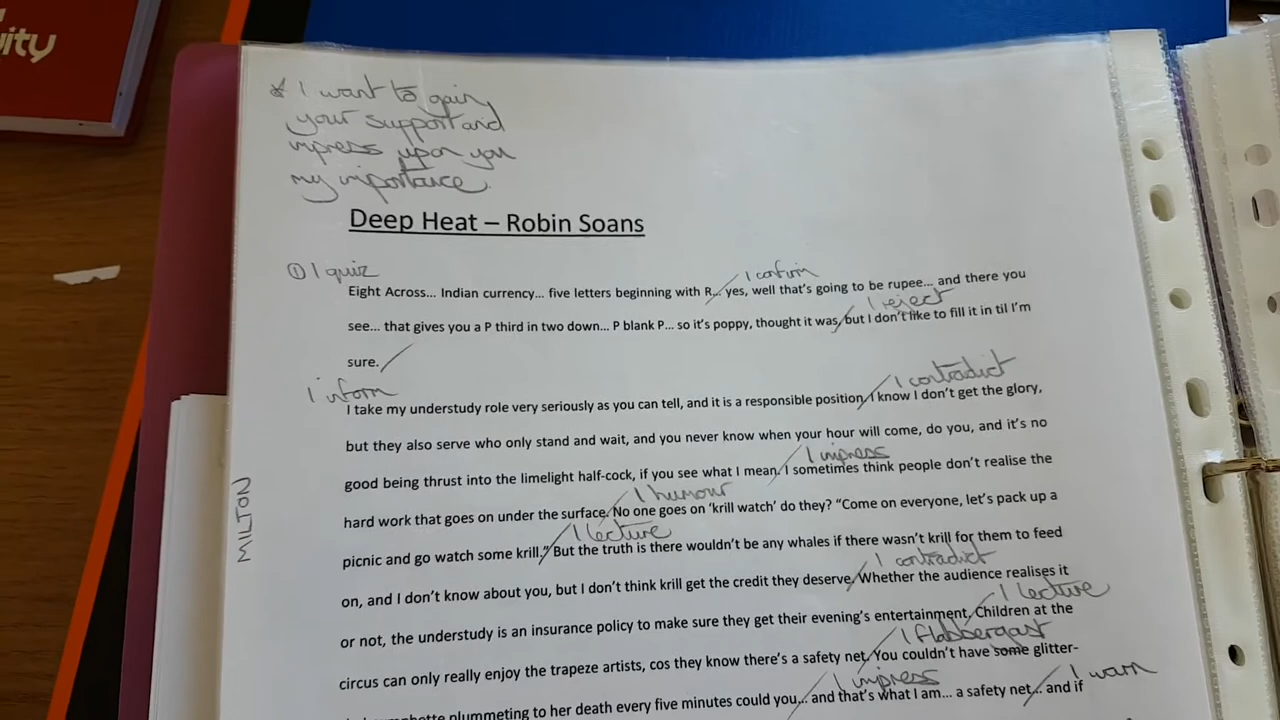 * I want to gain
your support and
impress upon you
my importance.
Deep Heat – Robin Soans
① I quiz
I confirm
Eight Across... Indian currency... five letters beginning with R... yes, well that's going to be rupee... and there you
I reject
see... that gives you a P third in two down... P blank P... so it's poppy, thought it was, but I don't like to fill it in til I'm
sure.
I inform
I contradict
I take my understudy role very seriously as you can tell, and it is a responsible position. I know I don't get the glory,
but they also serve who only stand and wait, and you never know when your hour will come, do you, and it's no
I impress
good being thrust into the limelight half-cock, if you see what I mean. I sometimes think people don't realise the
MILTON
I humour
hard work that goes on under the surface. No one goes on 'krill watch' do they? "Come on everyone, let's pack up a
I lecture
picnic and go watch some krill." But the truth is there wouldn't be any whales if there wasn't krill for them to feed
I contradict
on, and I don't know about you, but I don't think krill get the credit they deserve. Whether the audience realises it
I lecture
or not, the understudy is an insurance policy to make sure they get their evening's entertainment. Children at the
I flabbergast
circus can only really enjoy the trapeze artists, cos they know there's a safety net. You couldn't have some glitter-
I impress
I warn
plummeting to her death every five minutes could you... and that's what I am... a safety net... and if